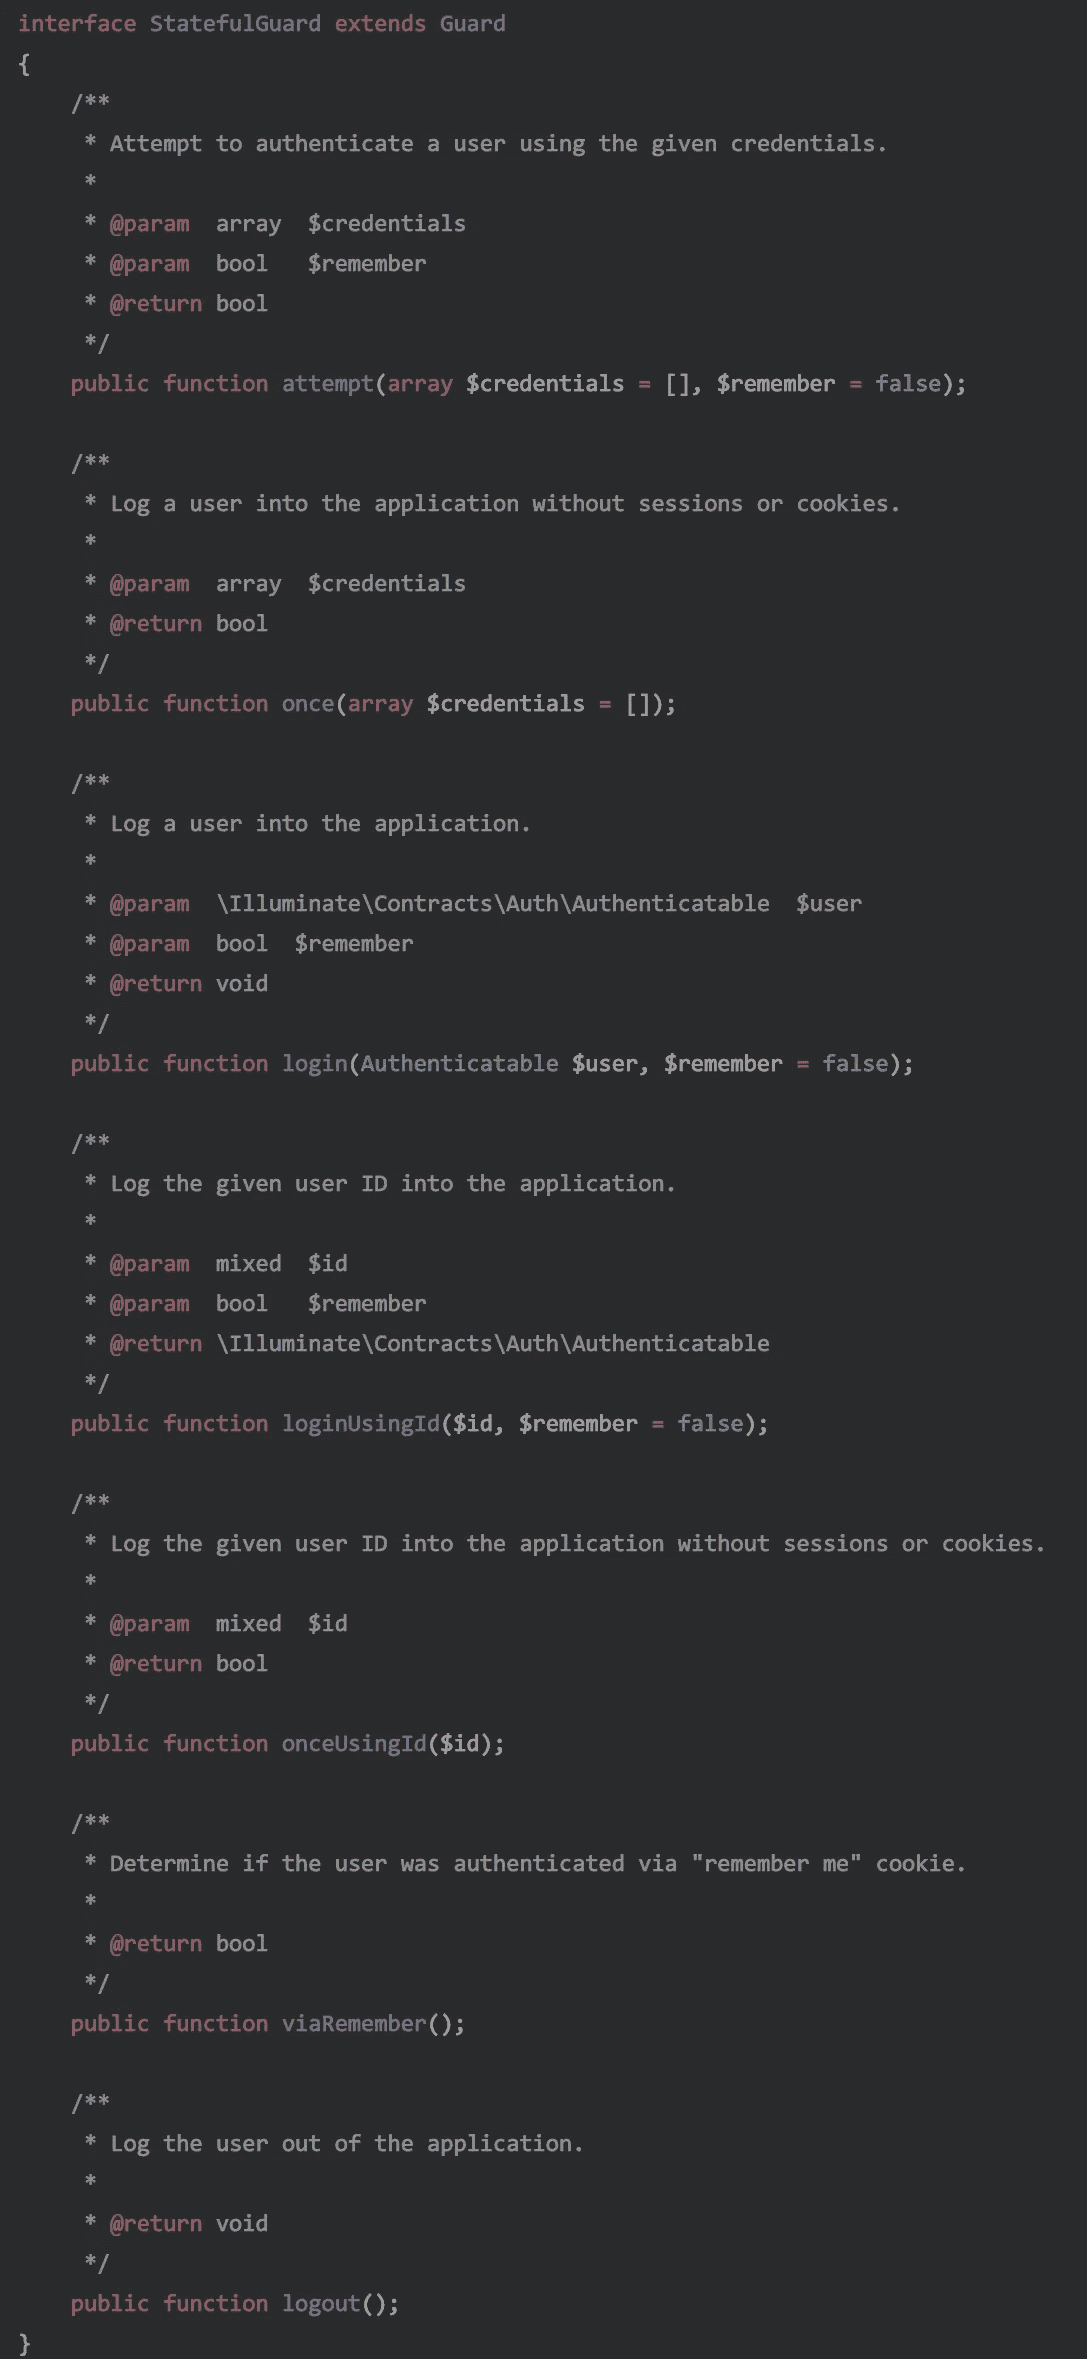 interface StatefulGuard extends Guard
{
    /**
     * Attempt to authenticate a user using the given credentials.
     *
     * @param  array  $credentials
     * @param  bool   $remember
     * @return bool
     */
    public function attempt(array $credentials = [], $remember = false);

    /**
     * Log a user into the application without sessions or cookies.
     *
     * @param  array  $credentials
     * @return bool
     */
    public function once(array $credentials = []);

    /**
     * Log a user into the application.
     *
     * @param  \Illuminate\Contracts\Auth\Authenticatable  $user
     * @param  bool  $remember
     * @return void
     */
    public function login(Authenticatable $user, $remember = false);

    /**
     * Log the given user ID into the application.
     *
     * @param  mixed  $id
     * @param  bool   $remember
     * @return \Illuminate\Contracts\Auth\Authenticatable
     */
    public function loginUsingId($id, $remember = false);

    /**
     * Log the given user ID into the application without sessions or cookies.
     *
     * @param  mixed  $id
     * @return bool
     */
    public function onceUsingId($id);

    /**
     * Determine if the user was authenticated via "remember me" cookie.
     *
     * @return bool
     */
    public function viaRemember();

    /**
     * Log the user out of the application.
     *
     * @return void
     */
    public function logout();
}